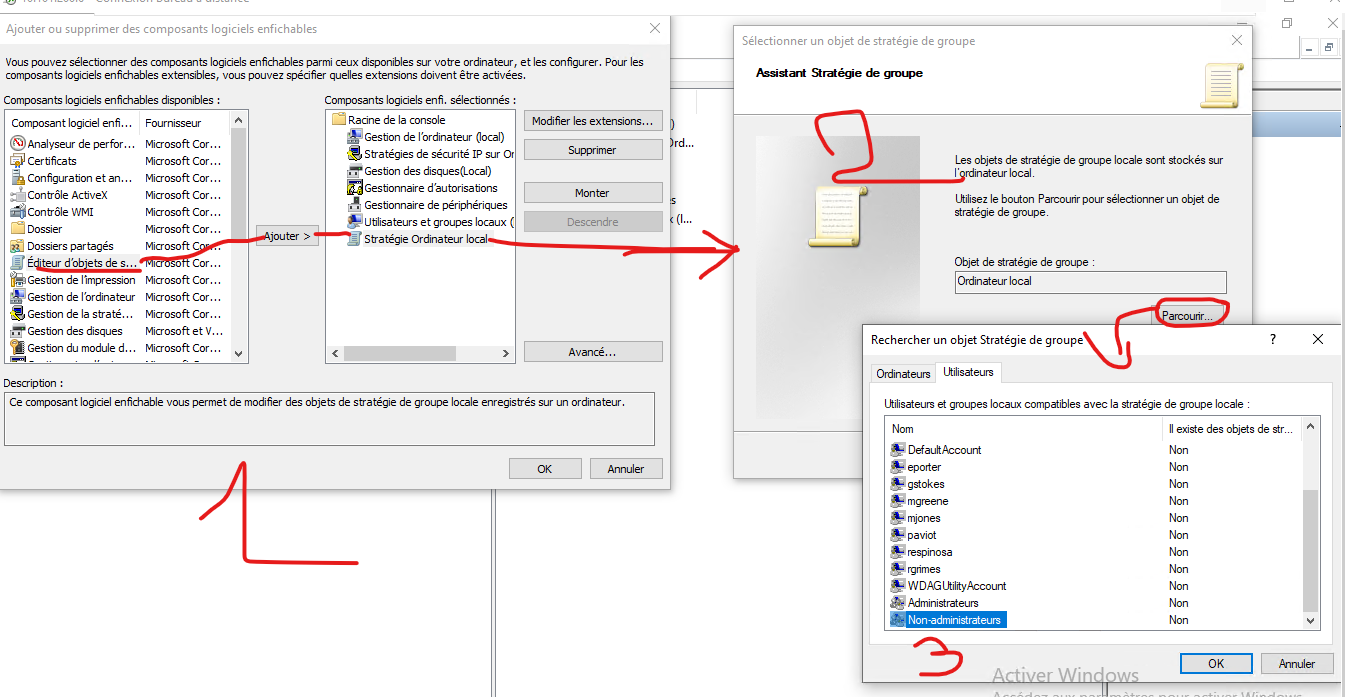 Connexion Bureau à distance
Ajouter ou supprimer des composants logiciels enfichables
Vous pouvez sélectionner des composants logiciels enfichables parmi ceux disponibles sur votre ordinateur, et les configurer. Pour les
composants logiciels enfichables extensibles, vous pouvez spécifier quelles extensions doivent être activées.
Composants logiciels enfichables disponibles :
Composant logiciel enfi... Fournisseur
Analyseur de perfor... Microsoft Cor...
Certificats Microsoft Cor...
Configuration et an... Microsoft Cor...
Contrôle ActiveX Microsoft Cor...
Contrôle WMI Microsoft Cor...
Dossier Microsoft Cor...
Dossiers partagés Microsoft Cor...
Éditeur d'objets de s... Microsoft Cor...
Gestion de l'impression Microsoft Cor...
Gestion de l'ordinateur Microsoft Cor...
Gestion de la straté... Microsoft Cor...
Gestion des disques Microsoft et V...
Gestion du module d... Microsoft Cor...
Ajouter >
Composants logiciels enfi. sélectionnés :
Racine de la console
Gestion de l'ordinateur (local)
Stratégies de sécurité IP sur Or
Gestion des disques(Local)
Gestionnaire d'autorisations
Gestionnaire de périphériques
Utilisateurs et groupes locaux (
Stratégie Ordinateur local
Modifier les extensions...
Supprimer
Monter
Descendre
Avancé...
Description :
Ce composant logiciel enfichable vous permet de modifier des objets de stratégie de groupe locale enregistrés sur un ordinateur.
OK Annuler
1
Sélectionner un objet de stratégie de groupe
Assistant Stratégie de groupe
2
Les objets de stratégie de groupe locale sont stockés sur
l'ordinateur local.
Utilisez le bouton Parcourir pour sélectionner un objet de
stratégie de groupe.
Objet de stratégie de groupe :
Ordinateur local
Parcourir...
Rechercher un objet Stratégie de groupe ?
Ordinateurs Utilisateurs
Utilisateurs et groupes locaux compatibles avec la stratégie de groupe locale :
Nom Il existe des objets de str...
DefaultAccount Non
eporter Non
gstokes Non
mgreene Non
mjones Non
paviot Non
respinosa Non
rgrimes Non
WDAGUtilityAccount Non
Administrateurs Non
Non-administrateurs Non
3
OK Annuler
Activer Windows
Accédez aux paramètres pour activer Windows